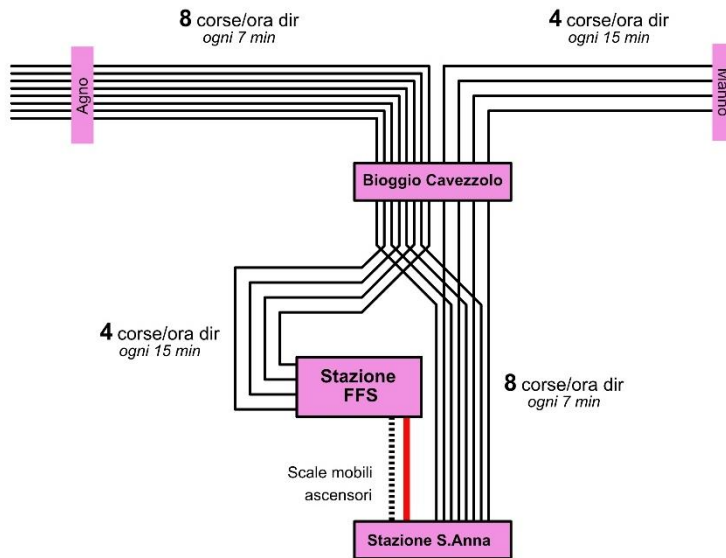 8 corse/ora dir
ogni 7 min
4 corse/ora dir
ogni 15 min
Agno
Manno
Bioggio Cavezzolo
4 corse/ora dir
ogni 15 min
Stazione
FFS
8 corse/ora dir
ogni 7 min
Scale mobili
ascensori
Stazione S.Anna